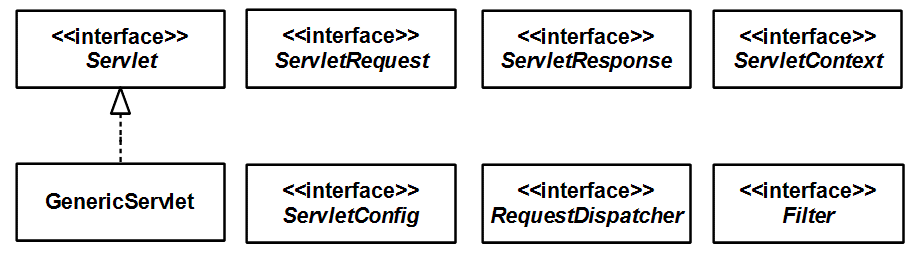 <<interface>>
Servlet
<<interface>>
ServletRequest
<<interface>>
ServletResponse
<<interface>>
ServletContext
GenericServlet
<<interface>>
ServletConfig
<<interface>>
RequestDispatcher
<<interface>>
Filter